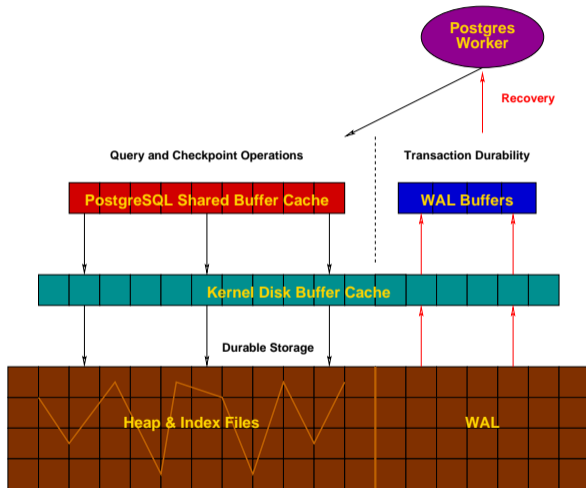 Postgres
Worker
Recovery
Query and Checkpoint Operations
Transaction Durability
PostgreSQL Shared Buffer Cache
WAL Buffers
Kernel Disk Buffer Cache
Durable Storage
Heap & Index Files
WAL